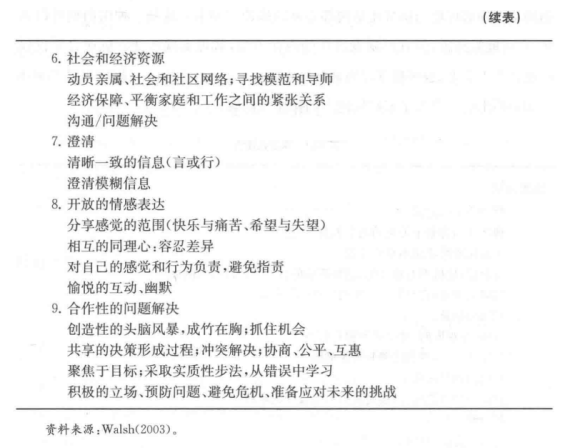 (续表)
6. 社会和经济资源
动员亲属、社会和社区网络;寻找模范和导师
经济保障、平衡家庭和工作之间的紧张关系
沟通/问题解决
7. 澄清
清晰一致的信息(言或行)
澄清模糊信息
8. 开放的情感表达
分享感觉的范围(快乐与痛苦、希望与失望)
相互的同理心;容忍差异
对自己的感觉和行为负责,避免指责
愉悦的互动、幽默
9. 合作性的问题解决
创造性的头脑风暴,成竹在胸;抓住机会
共享的决策形成过程;冲突解决;协商、公平、互惠
聚焦于目标;采取实质性步法,从错误中学习
积极的立场、预防问题、避免危机、准备应对未来的挑战
资料来源:Walsh(2003)。